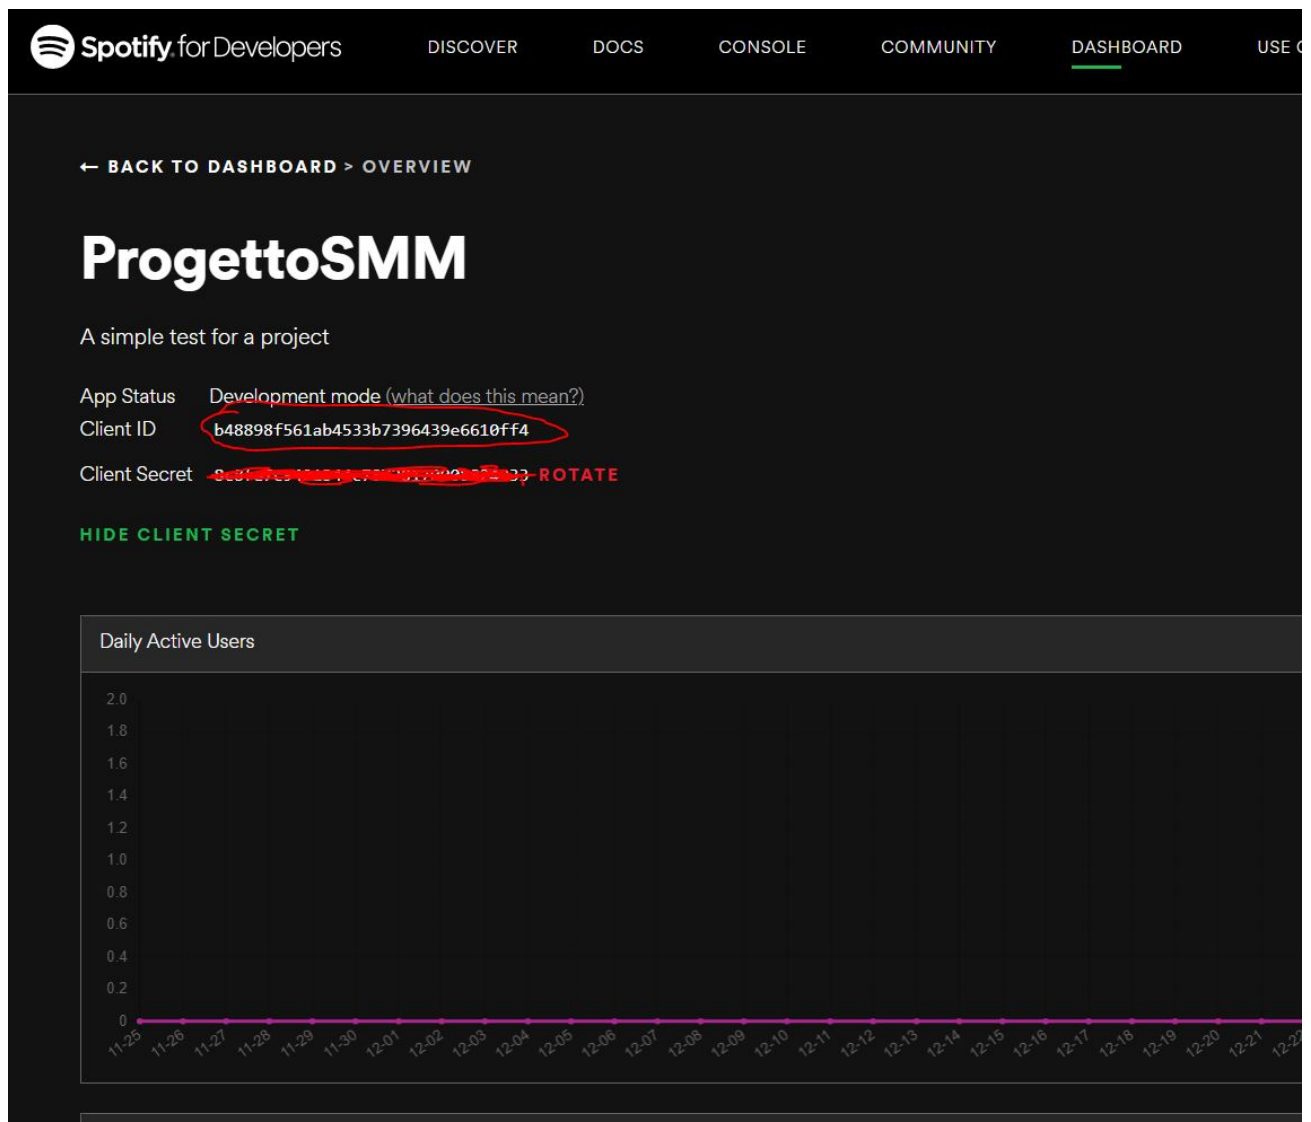 Spotify for Developers DISCOVER DOCS CONSOLE COMMUNITY DASHBOARD USE
← BACK TO DASHBOARD > OVERVIEW
ProgettoSMM
A simple test for a project
App Status Development mode (what does this mean?)
Client ID b48898f561ab4533b7396439e6610ff4
Client Secret ROTATE
HIDE CLIENT SECRET
Daily Active Users
2.0
1.8
1.6
1.4
1.2
1.0
0.8
0.6
0.4
0.2
0
11-25 11-26 11-27 11-28 11-29 11-30 12-01 12-02 12-03 12-04 12-05 12-06 12-07 12-08 12-09 12-10 12-11 12-12 12-13 12-14 12-15 12-16 12-17 12-18 12-19 12-20 12-21 12-22